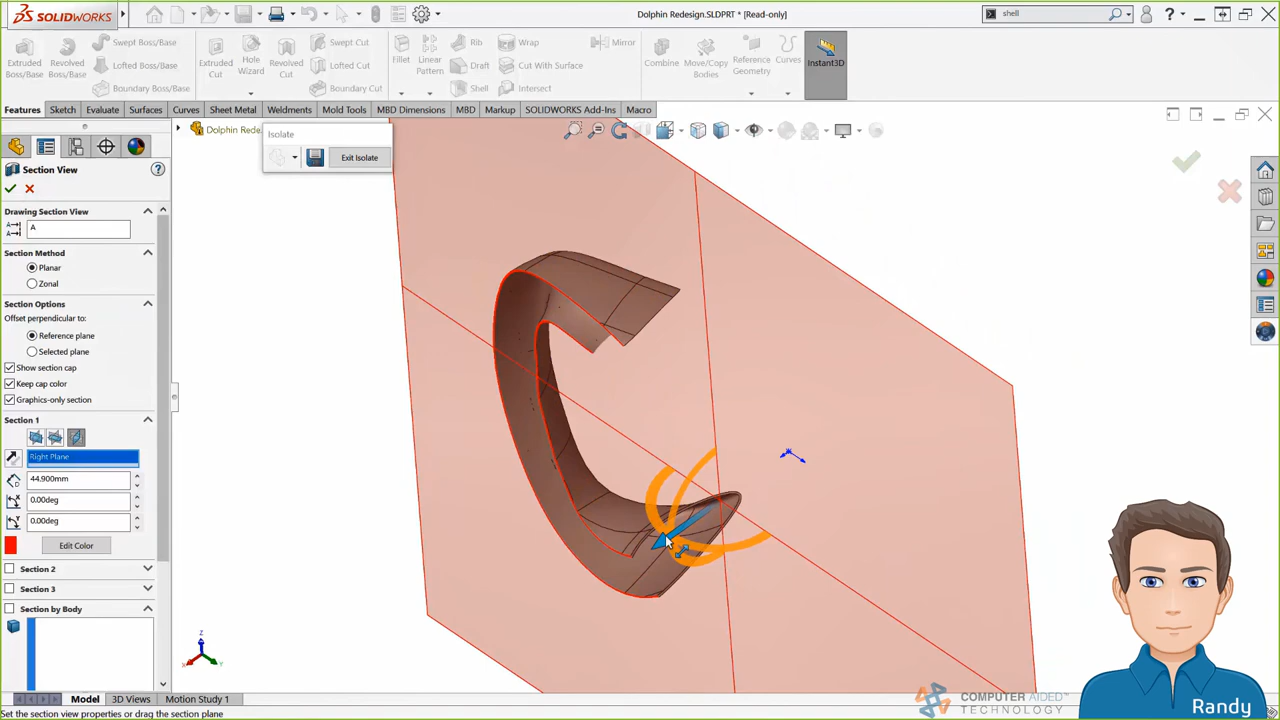 SOLIDWORKS
Dolphin Redesign.SLDPRT * [Read-only]
shell
Extruded Boss/Base
Revolved Boss/Base
Swept Boss/Base
Lofted Boss/Base
Boundary Boss/Base
Extruded Cut
Hole Wizard
Revolved Cut
Swept Cut
Lofted Cut
Boundary Cut
Fillet
Linear Pattern
Rib
Draft
Shell
Wrap
Cut With Surface
Intersect
Mirror
Combine
Move/Copy Bodies
Reference Geometry
Curves
Instant3D
Features Sketch Evaluate Surfaces Curves Sheet Metal Weldments Mold Tools MBD Dimensions MBD Markup SOLIDWORKS Add-Ins Macro
Dolphin Rede
Isolate
Exit Isolate
Section View
Drawing Section View
A
Section Method
Planar
Zonal
Section Options
Offset perpendicular to:
Reference plane
Selected plane
Show section cap
Keep cap color
Graphics-only section
Section 1
Right Plane
44.900mm
0.00deg
0.00deg
Edit Color
Section 2
Section 3
Section by Body
Z
X
Y
Model 3D Views Motion Study 1
Set the section view properties or drag the section plane
COMPUTER AIDED
TECHNOLOGY
Randy